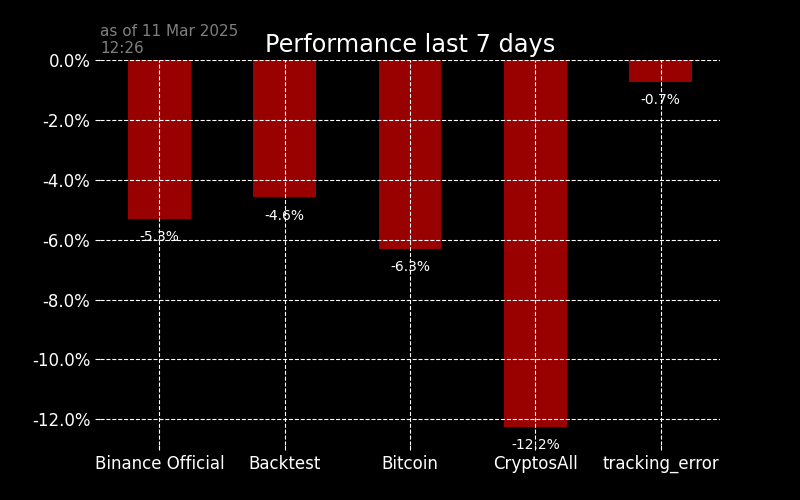 as of 11 Mar 2025
12:26
Performance last 7 days
0.0%
-2.0%
-4.0%
-6.0%
-8.0%
-10.0%
-12.0%
-5.3%
-4.6%
-6.3%
-12.2%
-0.7%
Binance Official
Backtest
Bitcoin
CryptosAll
tracking_error